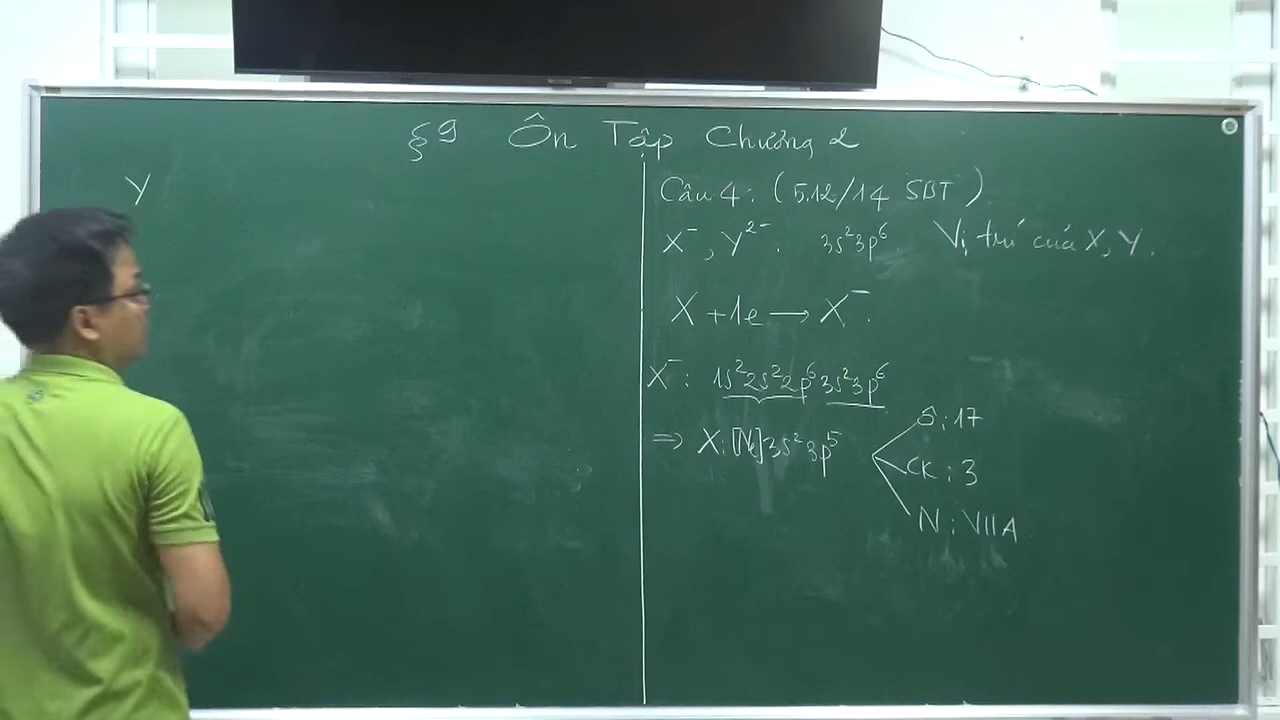 §9 Ôn Tập Chương 2
Y
Câu 4: (5.12/14 SBT)
X⁻, Y²⁻. 3s²3p⁶. Vị trí của X, Y.
X + 1e → X⁻.
X⁻: 1s²2s²2p⁶3s²3p⁶
⇒ X: [Ne]3s²3p⁵
Ô: 17
CK: 3
N: VIIA